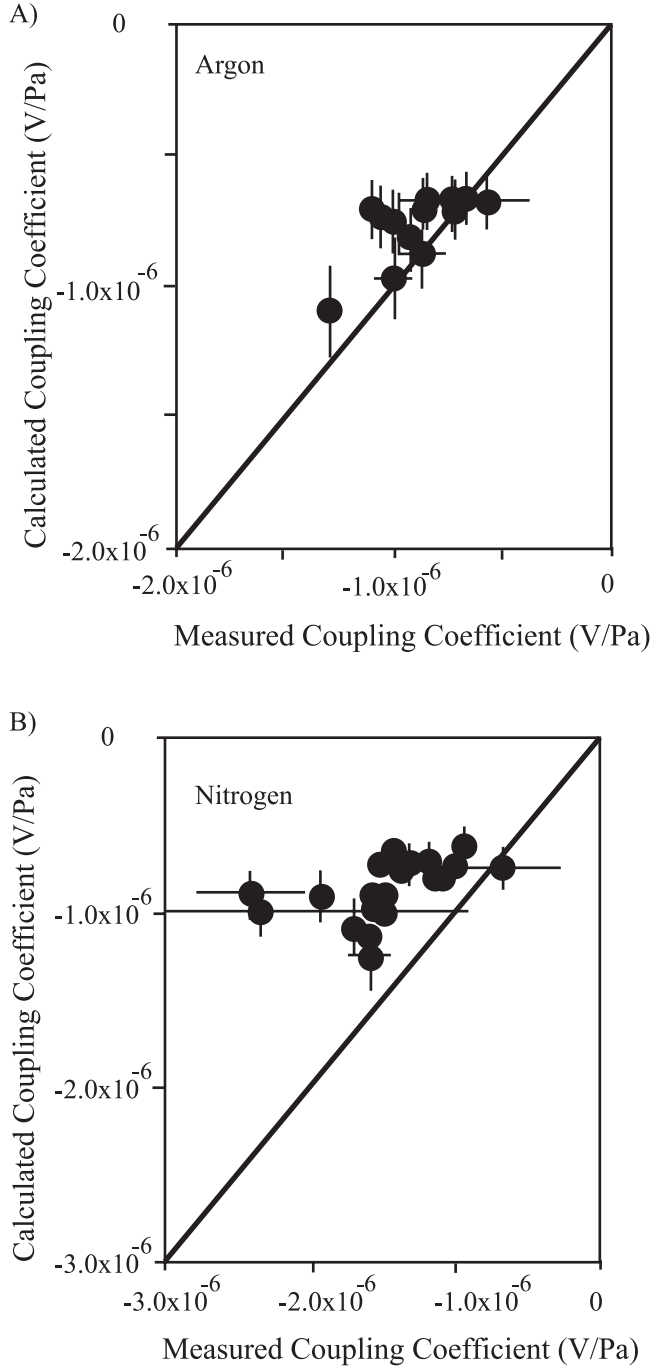 A)
0
Argon
-1.0x10-6
-2.0x10-6
Calculated Coupling Coefficient (V/Pa)
-2.0x10-6 -1.0x10-6 0
Measured Coupling Coefficient (V/Pa)
B)
0
Nitrogen
-1.0x10-6
-2.0x10-6
-3.0x10-6
Calculated Coupling Coefficient (V/Pa)
-3.0x10-6 -2.0x10-6 -1.0x10-6 0
Measured Coupling Coefficient (V/Pa)